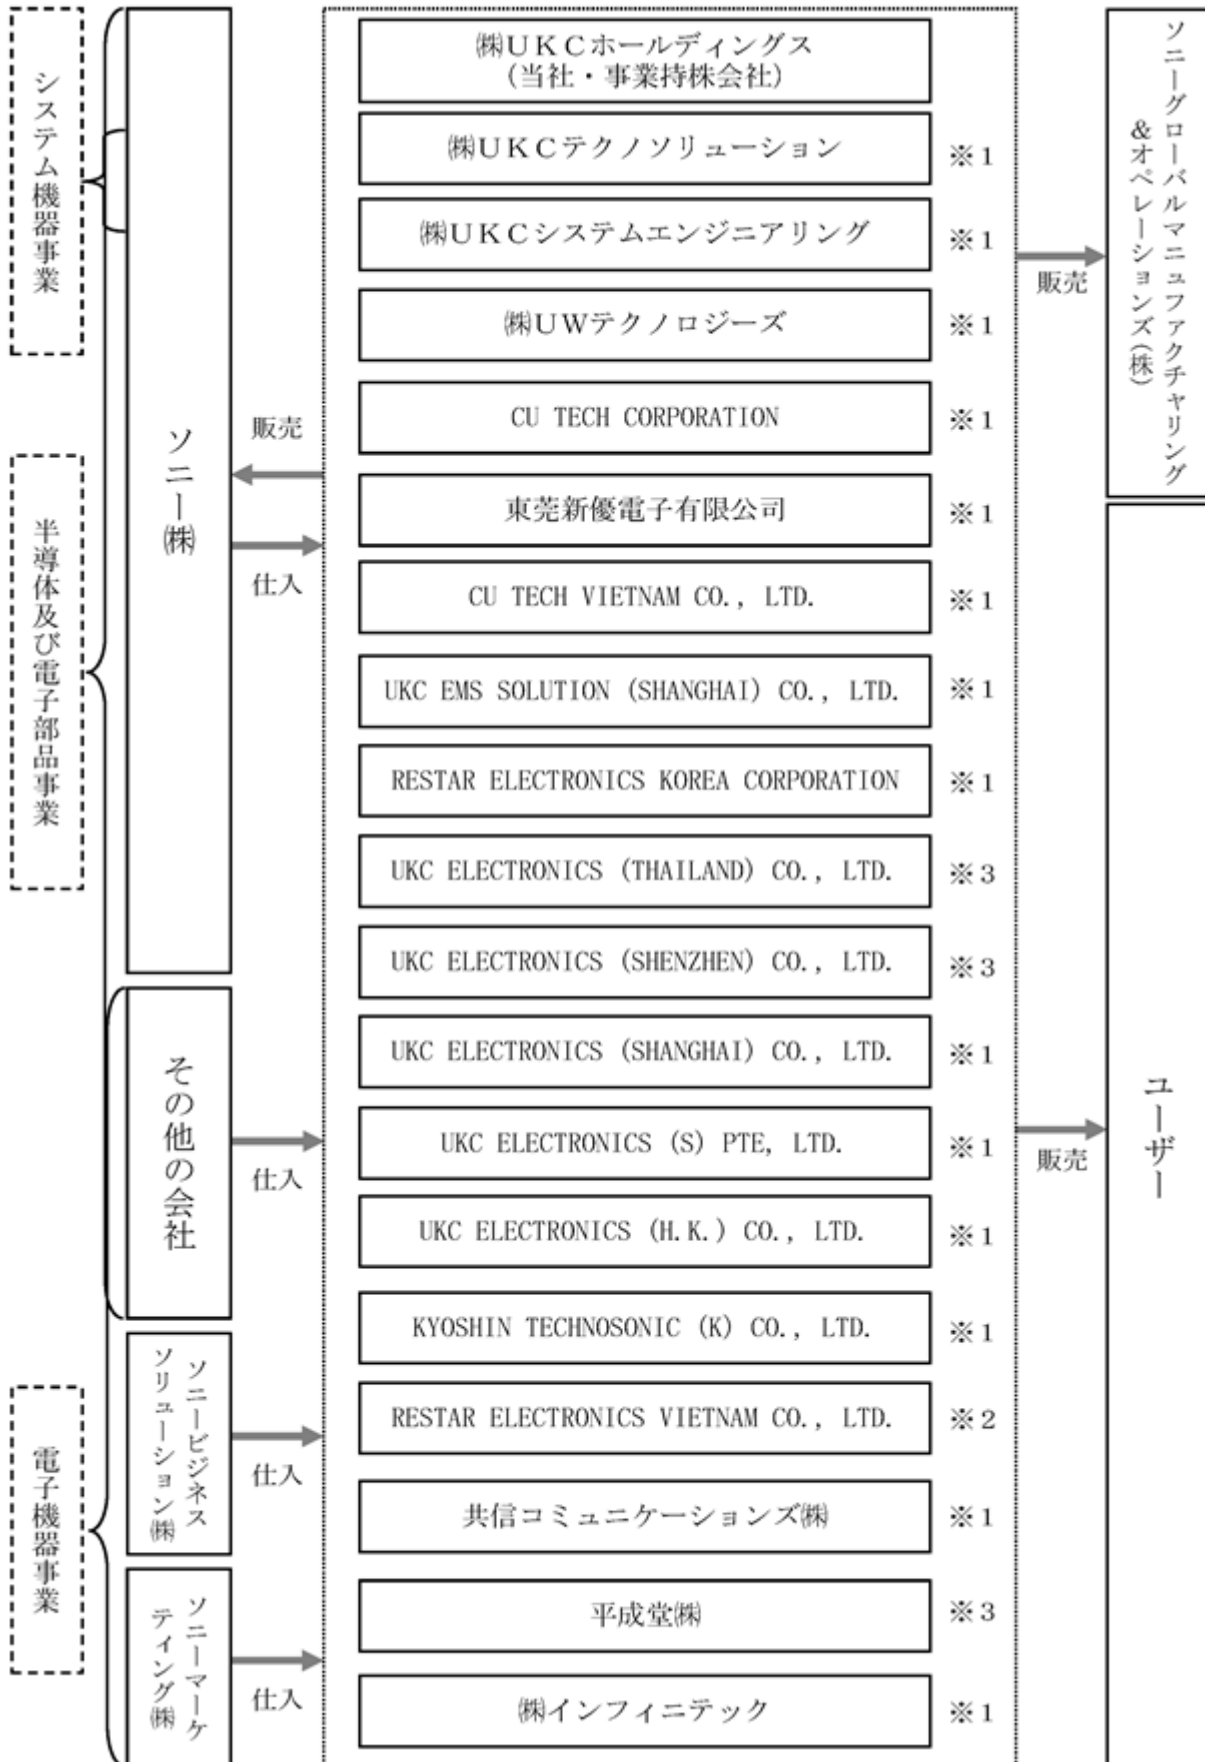 システム機器事業
半導体及び電子部品事業
電子機器事業
ソニー㈱
その他の会社
ソニービジネス
ソリューション㈱
ソニーマーケ
ティング㈱
販売
仕入
仕入
仕入
仕入
㈱ＵＫＣホールディングス
（当社・事業持株会社）
㈱ＵＫＣテクノソリューション ※１
㈱ＵＫＣシステムエンジニアリング ※１
㈱ＵＷテクノロジーズ ※１
CU TECH CORPORATION ※１
東莞新優電子有限公司 ※１
CU TECH VIETNAM CO., LTD. ※１
UKC EMS SOLUTION (SHANGHAI) CO., LTD. ※１
RESTAR ELECTRONICS KOREA CORPORATION ※１
UKC ELECTRONICS (THAILAND) CO., LTD. ※３
UKC ELECTRONICS (SHENZHEN) CO., LTD. ※３
UKC ELECTRONICS (SHANGHAI) CO., LTD. ※１
UKC ELECTRONICS (S) PTE, LTD. ※１
UKC ELECTRONICS (H.K.) CO., LTD. ※１
KYOSHIN TECHNOSONIC (K) CO., LTD. ※１
RESTAR ELECTRONICS VIETNAM CO., LTD. ※２
共信コミュニケーションズ㈱ ※１
平成堂㈱ ※３
㈱インフィニテック ※１
販売
販売
ソニーグローバルマニュファクチャリング
＆オペレーションズ（株）
ユーザー